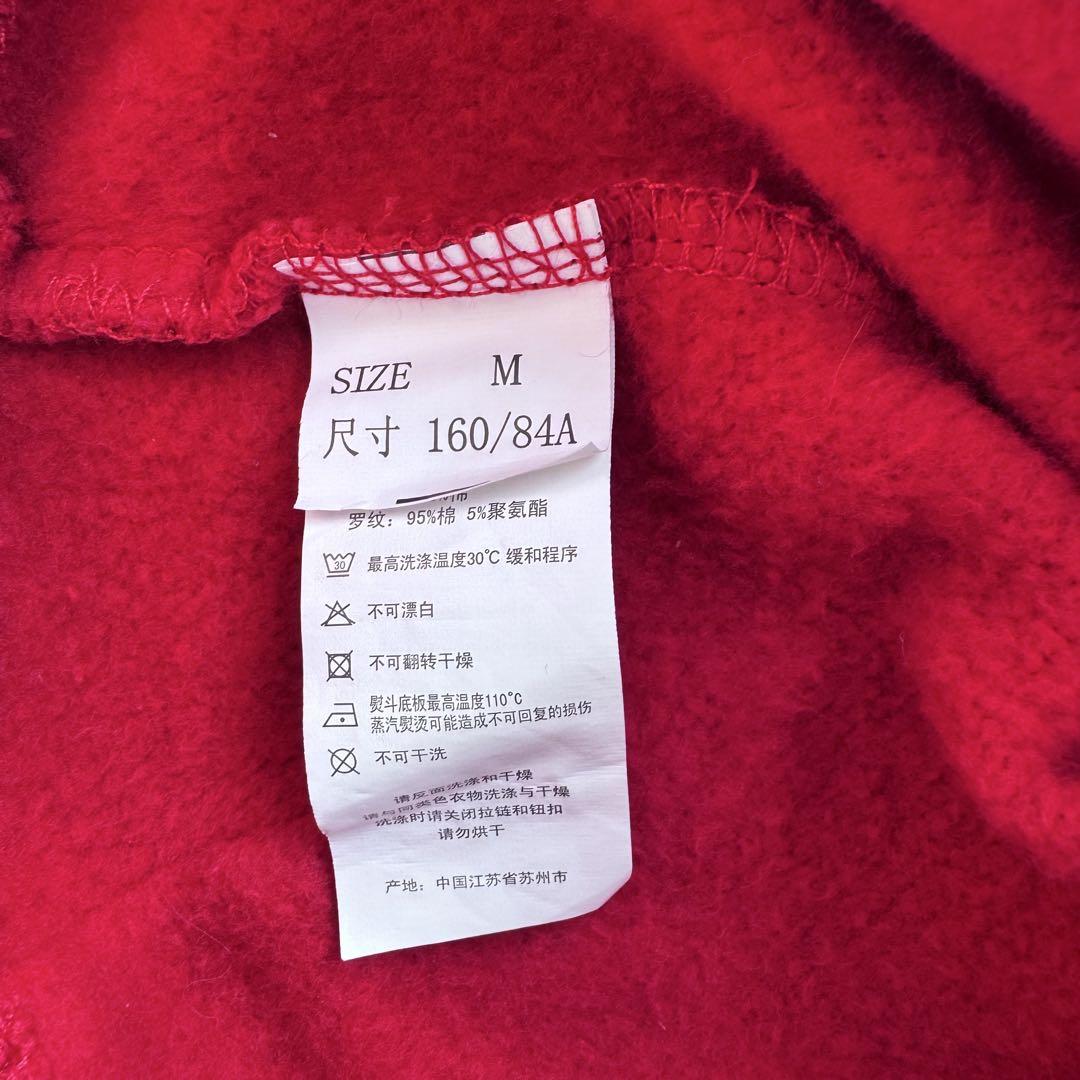 SIZE M
尺寸 160/84A
罗纹：95%棉 5%聚氨酯
30 最高洗涤温度30℃ 缓和程序
不可漂白
不可翻转干燥
熨斗底板最高温度110℃
蒸汽熨烫可能造成不可回复的损伤
不可干洗
请反面洗涤和干燥
请与同类色衣物洗涤与干燥
洗涤时请关闭拉链和钮扣
请勿烘干
产地：中国江苏省苏州市